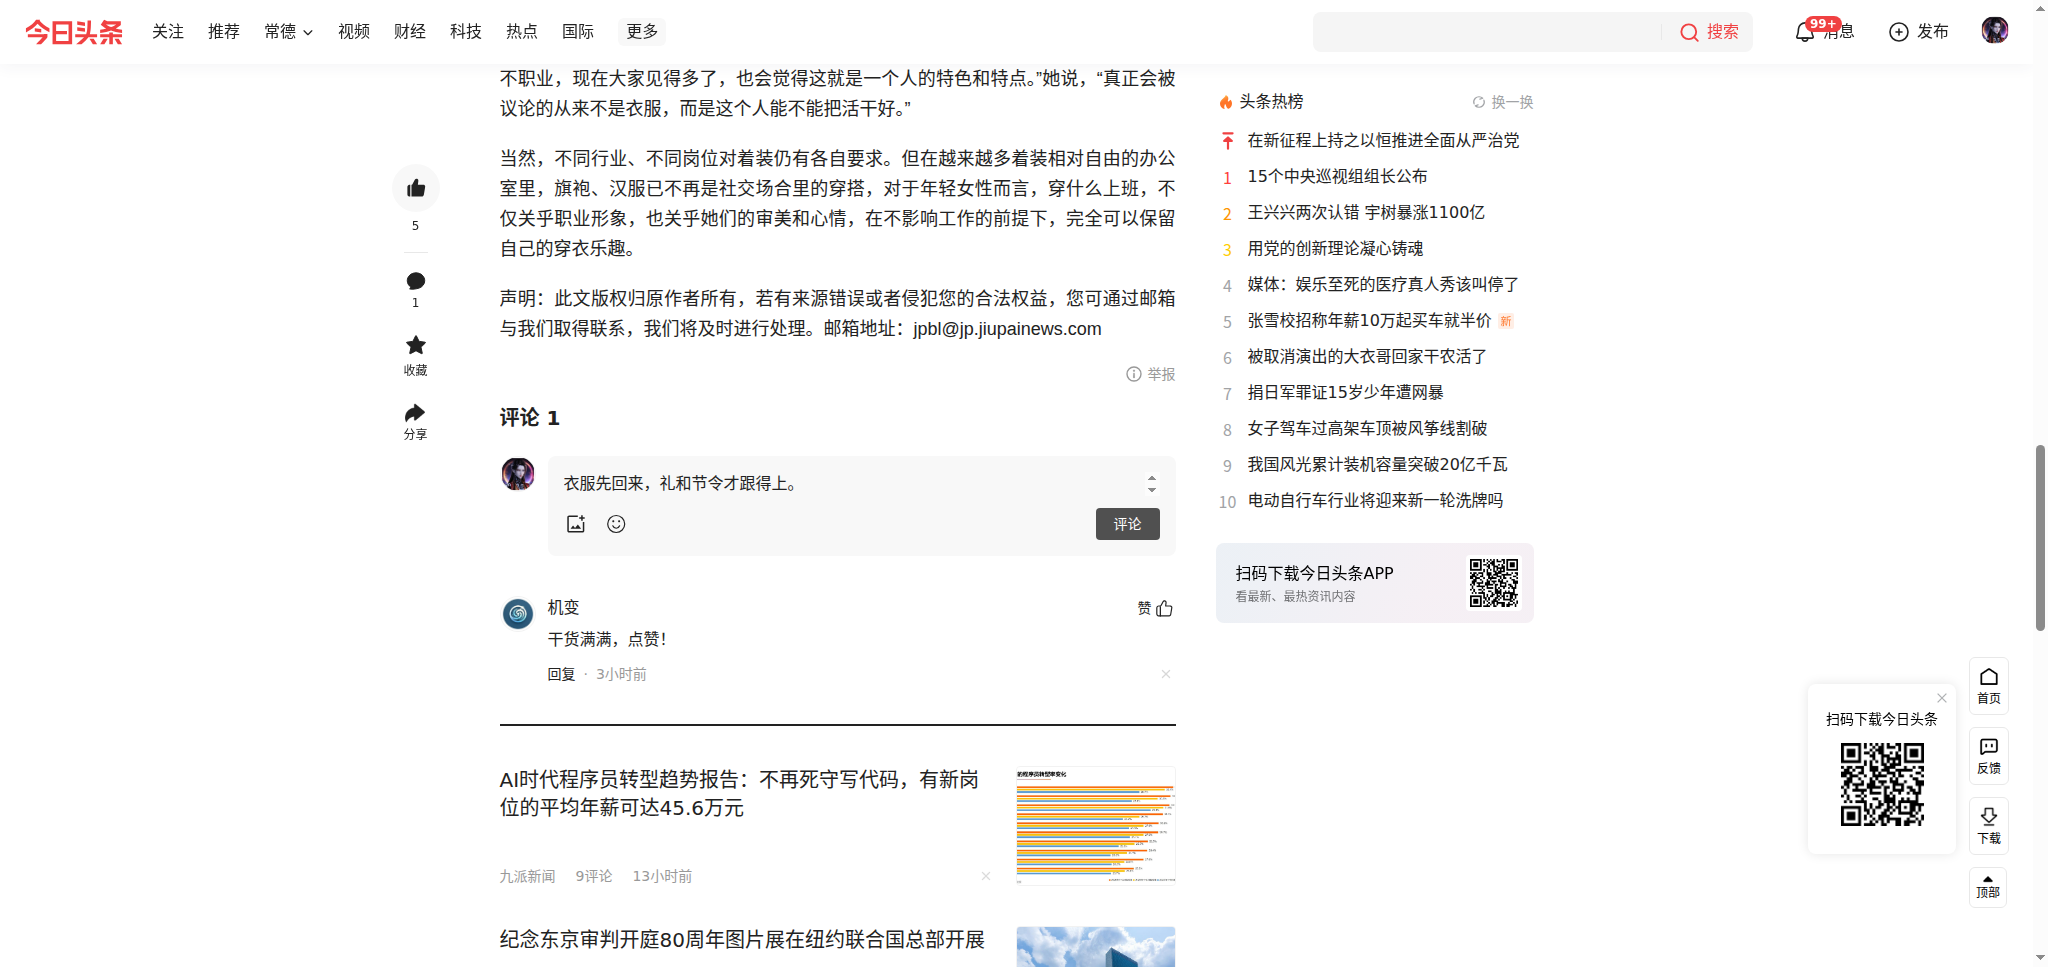 今日头条
关注 推荐 常德 视频 财经 科技 热点 国际 更多
搜索
99+
消息
发布
不职业，现在大家见得多了，也会觉得这就是一个人的特色和特点。”她说，“真正会被
议论的从来不是衣服，而是这个人能不能把活干好。”
当然，不同行业、不同岗位对着装仍有各自要求。但在越来越多着装相对自由的办公
室里，旗袍、汉服已不再是社交场合里的穿搭，对于年轻女性而言，穿什么上班，不
仅关乎职业形象，也关乎她们的审美和心情，在不影响工作的前提下，完全可以保留
自己的穿衣乐趣。
声明：此文版权归原作者所有，若有来源错误或者侵犯您的合法权益，您可通过邮箱
与我们取得联系，我们将及时进行处理。邮箱地址：jpbl@jp.jiupainews.com
举报
5
1
收藏
分享
评论 1
衣服先回来，礼和节令才跟得上。
评论
机变
赞
干货满满，点赞！
回复 · 3小时前
AI时代程序员转型趋势报告：不再死守写代码，有新岗
位的平均年薪可达45.6万元
九派新闻 9评论 13小时前
的程序员转型率变化
纪念东京审判开庭80周年图片展在纽约联合国总部开展
头条热榜
换一换
在新征程上持之以恒推进全面从严治党
1 15个中央巡视组组长公布
2 王兴兴两次认错 宇树暴涨1100亿
3 用党的创新理论凝心铸魂
4 媒体：娱乐至死的医疗真人秀该叫停了
5 张雪校招称年薪10万起买车就半价 新
6 被取消演出的大衣哥回家干农活了
7 捐日军罪证15岁少年遭网暴
8 女子驾车过高架车顶被风筝线割破
9 我国风光累计装机容量突破20亿千瓦
10 电动自行车行业将迎来新一轮洗牌吗
扫码下载今日头条APP
看最新、最热资讯内容
扫码下载今日头条
首页
反馈
下载
顶部